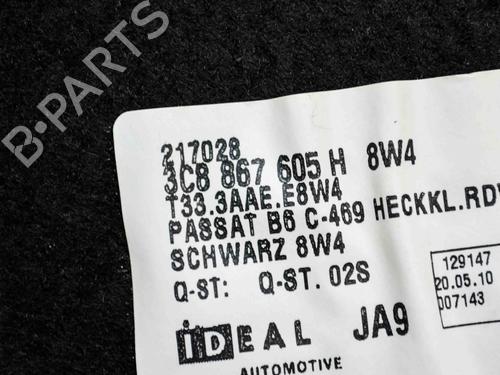 B-PARTS
217028
3C8 867 605 H 8W4
T33.3AAE.E8W4
PASSAT B6 C-469 HECKKL.RD
SCHWARZ 8W4
Q-ST: Q-ST. 02S
129147
20.05.10
007143
iDEAL JA9
AUTOMOTIVE